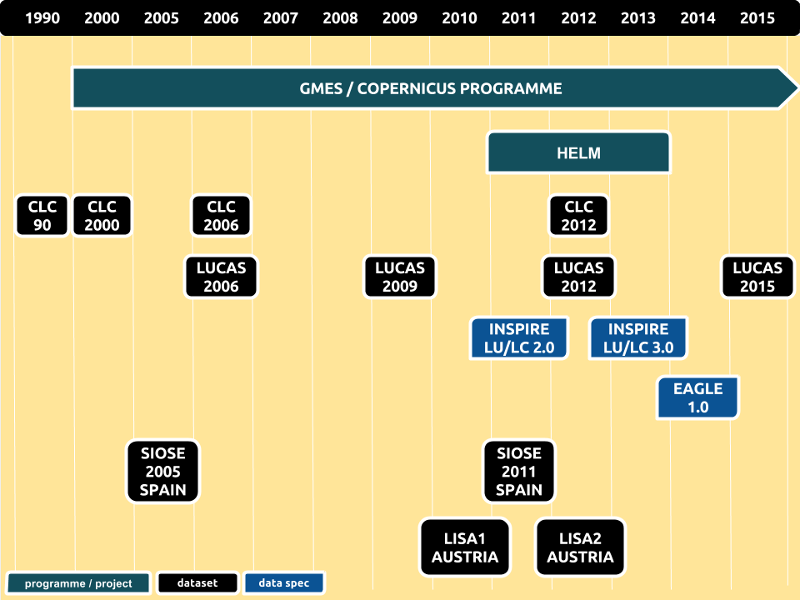 1990 2000 2005 2006 2007 2008 2009 2010 2011 2012 2013 2014 2015
GMES / COPERNICUS PROGRAMME
HELM
CLC
90
CLC
2000
CLC
2006
CLC
2012
LUCAS
2006
LUCAS
2009
LUCAS
2012
LUCAS
2015
INSPIRE
LU/LC 2.0
INSPIRE
LU/LC 3.0
EAGLE
1.0
SIOSE
2005
SPAIN
SIOSE
2011
SPAIN
LISA1
AUSTRIA
LISA2
AUSTRIA
programme / project
dataset
data spec